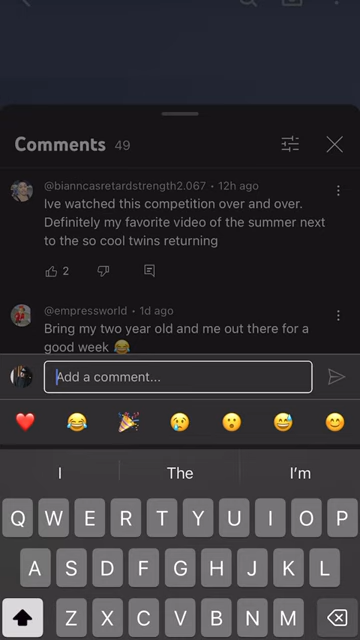 Comments 49
@bianncasretardstrength2.067 • 12h ago
Ive watched this competition over and over.
Definitely my favorite video of the summer next
to the so cool twins returning
2
@empressworld • 1d ago
Bring my two year old and me out there for a
good week 😂
Add a comment...
I The I'm
Q W E R T Y U I O P
A S D F G H J K L
Z X C V B N M